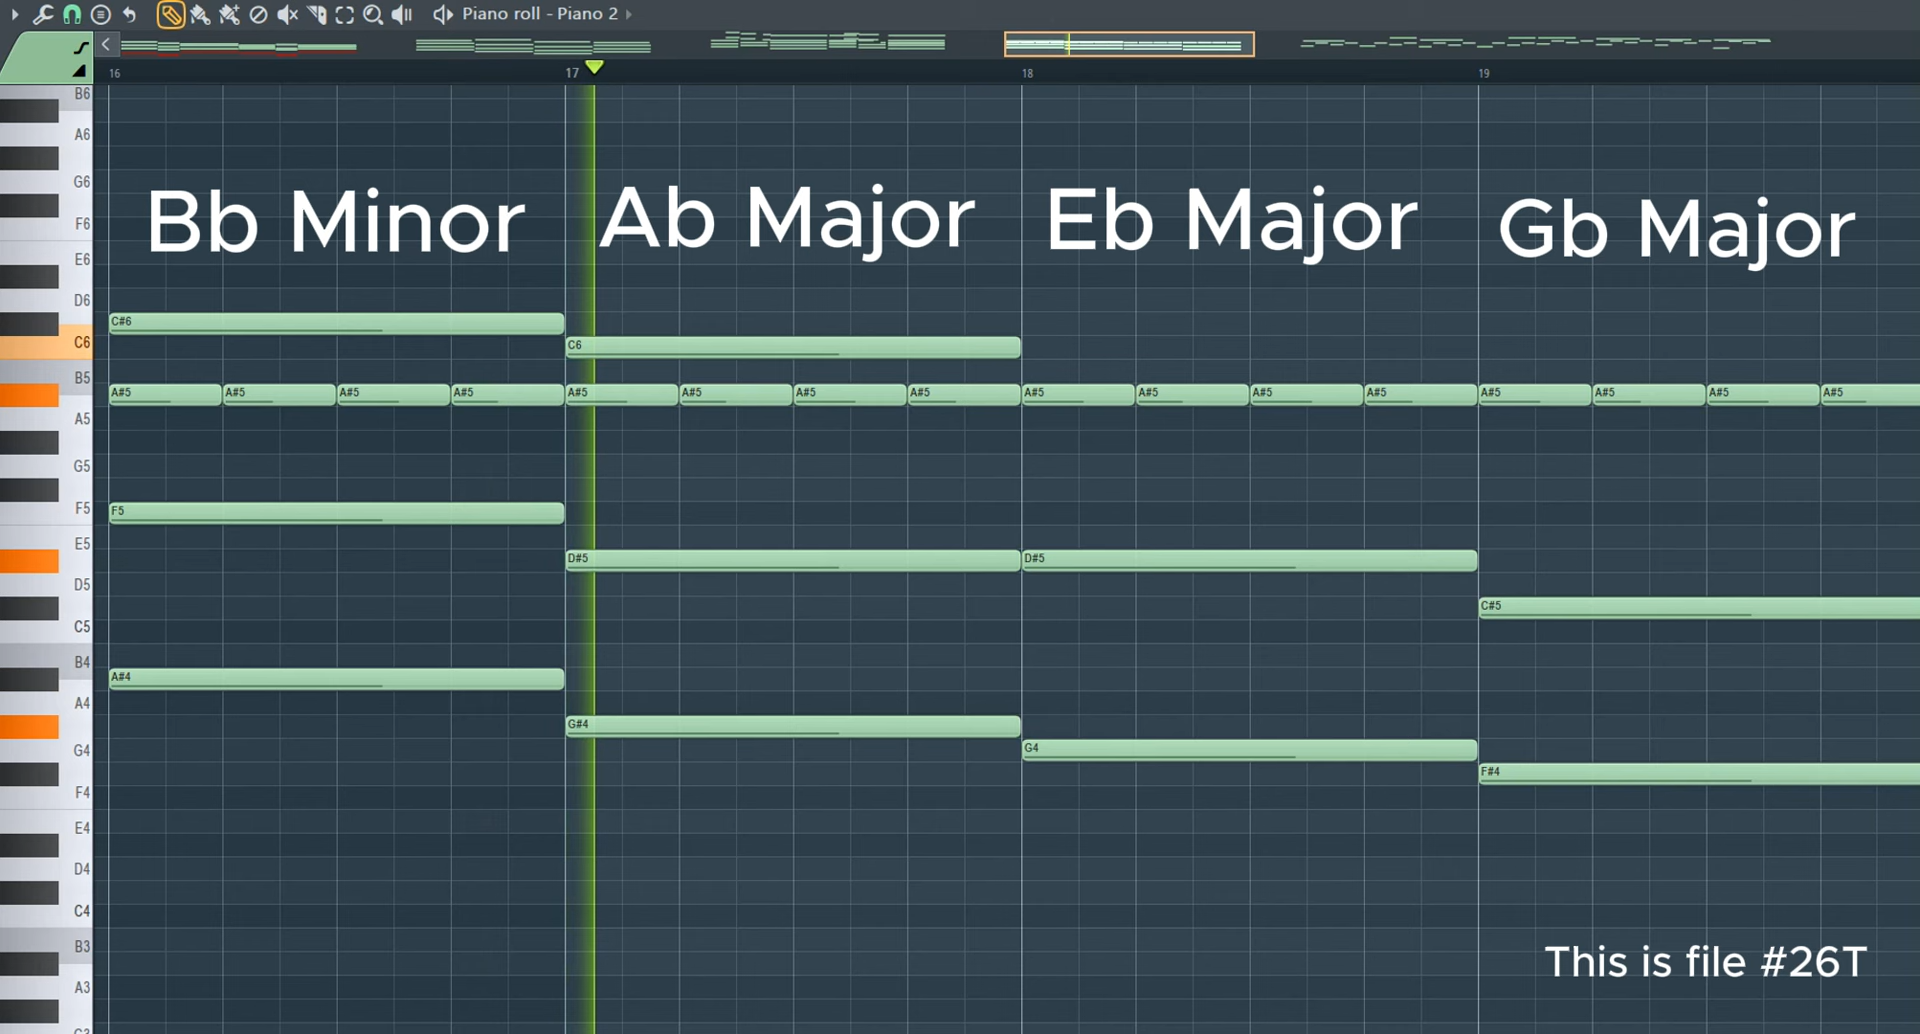 Piano roll - Piano 2
16 17 18 19
B6
A6
G6
F6
E6
D6
C6
B5
A5
G5
F5
E5
D5
C5
B4
A4
G4
F4
E4
D4
C4
B3
A3
Bb Minor Ab Major Eb Major Gb Major
C#6
C6
A#5 A#5 A#5 A#5 A#5 A#5 A#5 A#5 A#5 A#5 A#5 A#5 A#5 A#5 A#5 A#5
F5
D#5 D#5
C#5
A#4
G#4
G4
F#4
This is file #26T